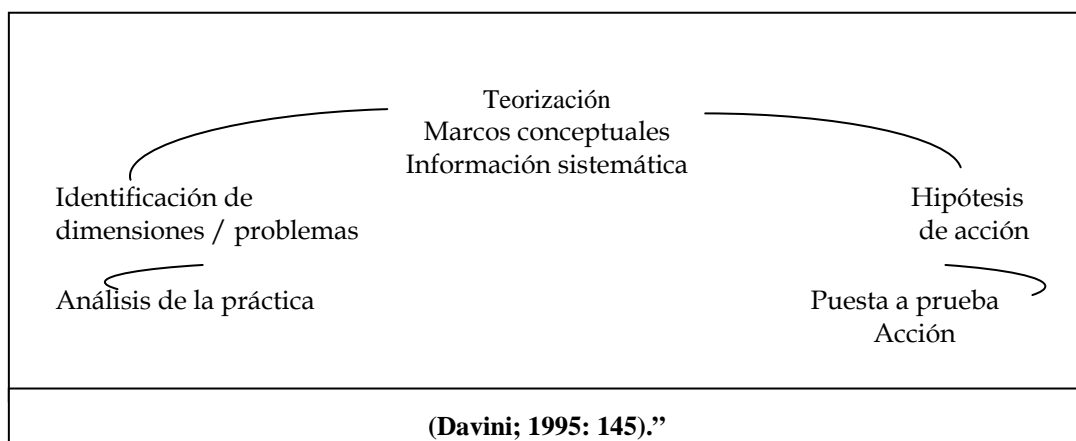 Teorización
Marcos conceptuales
Información sistemática
Identificación de
dimensiones / problemas
Hipótesis
de acción
Análisis de la práctica
Puesta a prueba
Acción
(Davini; 1995: 145).”